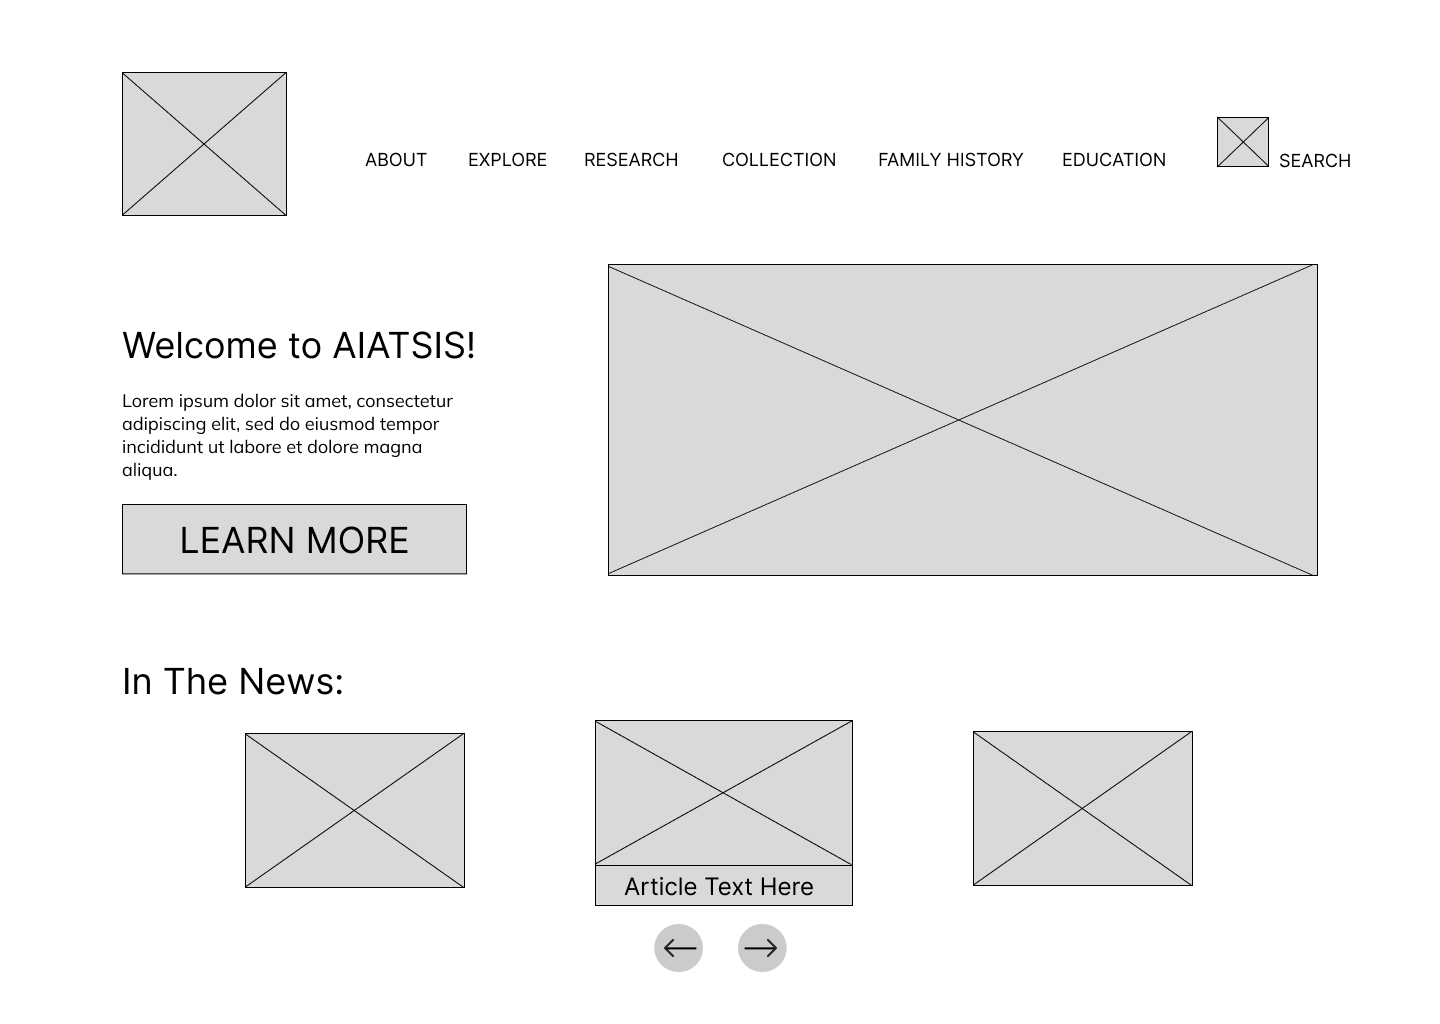 ABOUT EXPLORE RESEARCH COLLECTION FAMILY HISTORY EDUCATION SEARCH
Welcome to AIATSIS!
Lorem ipsum dolor sit amet, consectetur
adipiscing elit, sed do eiusmod tempor
incididunt ut labore et dolore magna
aliqua.
LEARN MORE
In The News:
Article Text Here